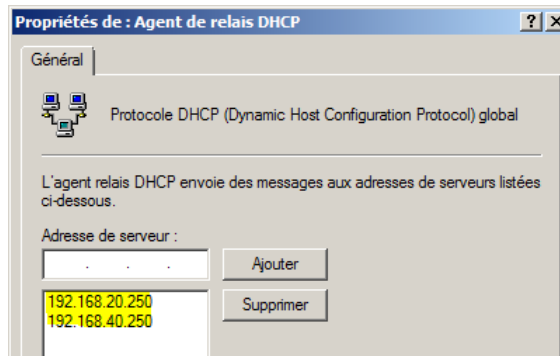 Propriétés de : Agent de relais DHCP
Général
Protocole DHCP (Dynamic Host Configuration Protocol) global
L'agent relais DHCP envoie des messages aux adresses de serveurs listées
ci-dessous.
Adresse de serveur :
. . .
Ajouter
192.168.20.250
192.168.40.250
Supprimer